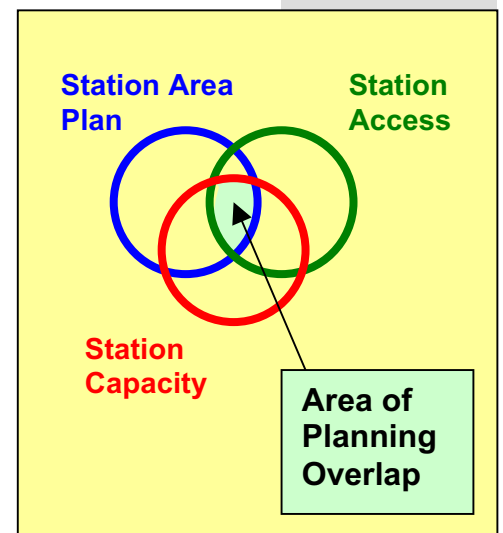 Station Area
Plan
Station
Access
Station
Capacity
Area of
Planning
Overlap